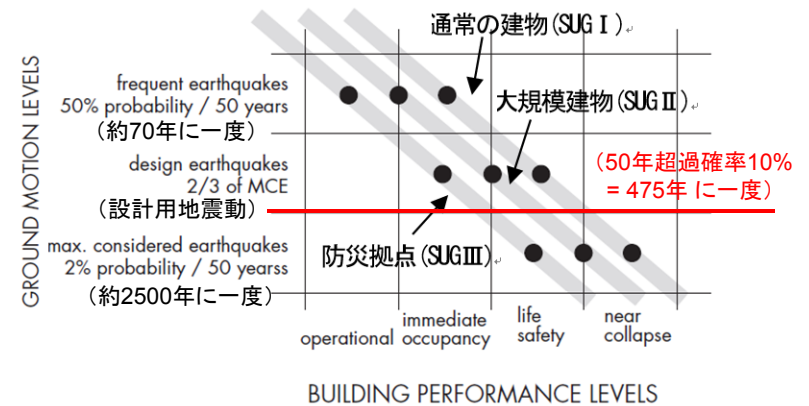 通常の建物(SUGⅠ)
大規模建物(SUGⅡ)
GROUND MOTION LEVELS
frequent earthquakes
50% probability / 50 years
(約70年に一度)
design earthquakes
2/3 of MCE
(設計用地震動)
(50年超過確率10%
= 475年 に一度)
防災拠点(SUGⅢ)
max. considered earthquakes
2% probability / 50 yearss
(約2500年に一度)
operational
immediate
occupancy
life
safety
near
collapse
BUILDING PERFORMANCE LEVELS